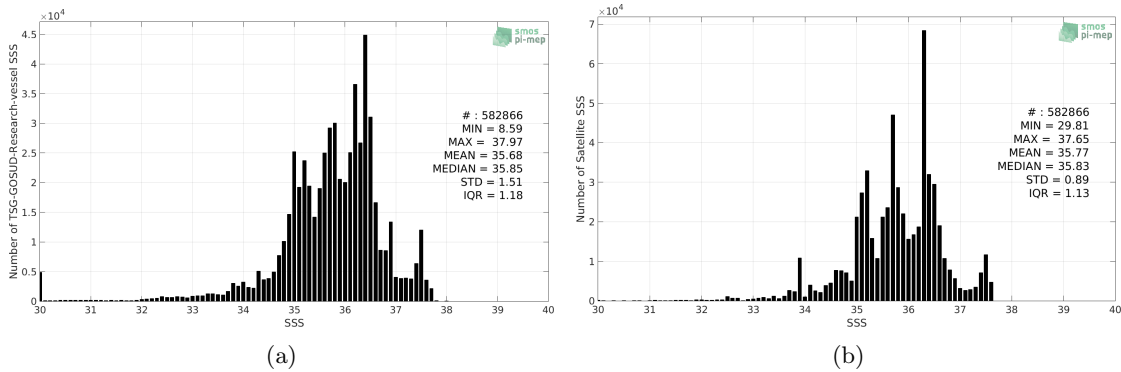 ×10⁴
4.5
4
3.5
3
2.5
2
1.5
1
0.5
0
Number of TSG-GOSUD-Research-vessel SSS
30 31 32 33 34 35 36 37 38 39 40
SSS
smos
pi-mep
# : 582866
MIN = 8.59
MAX = 37.97
MEAN = 35.68
MEDIAN = 35.85
STD = 1.51
IQR = 1.18
(a)
×10⁴
7
6
5
4
3
2
1
0
Number of Satellite SSS
30 31 32 33 34 35 36 37 38 39 40
SSS
smos
pi-mep
# : 582866
MIN = 29.81
MAX = 37.65
MEAN = 35.77
MEDIAN = 35.83
STD = 0.89
IQR = 1.13
(b)